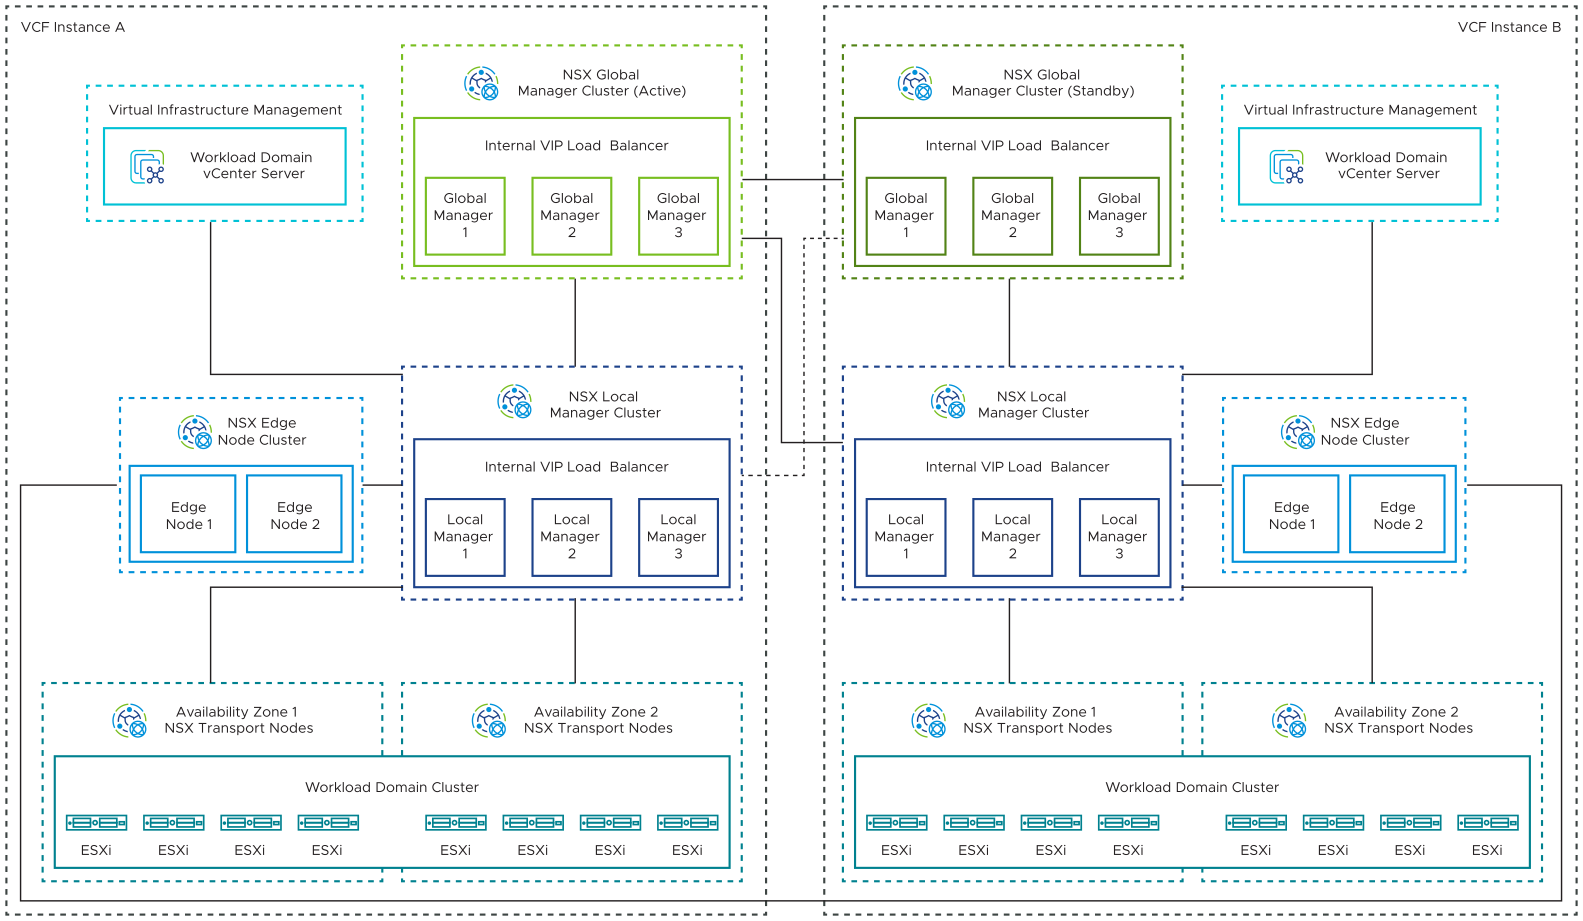 VCF Instance A
VCF Instance B
NSX Global
Manager Cluster (Active)
Internal VIP Load Balancer
Global
Manager
1
Global
Manager
2
Global
Manager
3
NSX Global
Manager Cluster (Standby)
Internal VIP Load Balancer
Global
Manager
1
Global
Manager
2
Global
Manager
3
Virtual Infrastructure Management
Workload Domain
vCenter Server
Virtual Infrastructure Management
Workload Domain
vCenter Server
NSX Edge
Node Cluster
Edge
Node 1
Edge
Node 2
NSX Local
Manager Cluster
Internal VIP Load Balancer
Local
Manager
1
Local
Manager
2
Local
Manager
3
NSX Local
Manager Cluster
Internal VIP Load Balancer
Local
Manager
1
Local
Manager
2
Local
Manager
3
NSX Edge
Node Cluster
Edge
Node 1
Edge
Node 2
Availability Zone 1
NSX Transport Nodes
Availability Zone 2
NSX Transport Nodes
Workload Domain Cluster
ESXi
ESXi
ESXi
ESXi
ESXi
ESXi
ESXi
ESXi
Availability Zone 1
NSX Transport Nodes
Availability Zone 2
NSX Transport Nodes
Workload Domain Cluster
ESXi
ESXi
ESXi
ESXi
ESXi
ESXi
ESXi
ESXi